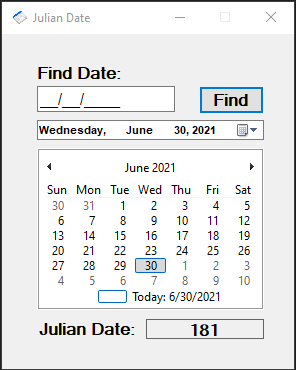 Julian Date
Find Date:
__/__/____
Find
Wednesday, June 30, 2021
June 2021
Sun Mon Tue Wed Thu Fri Sat
30 31 1 2 3 4 5
6 7 8 9 10 11 12
13 14 15 16 17 18 19
20 21 22 23 24 25 26
27 28 29 30 1 2 3
4 5 6 7 8 9 10
Today: 6/30/2021
Julian Date: 181